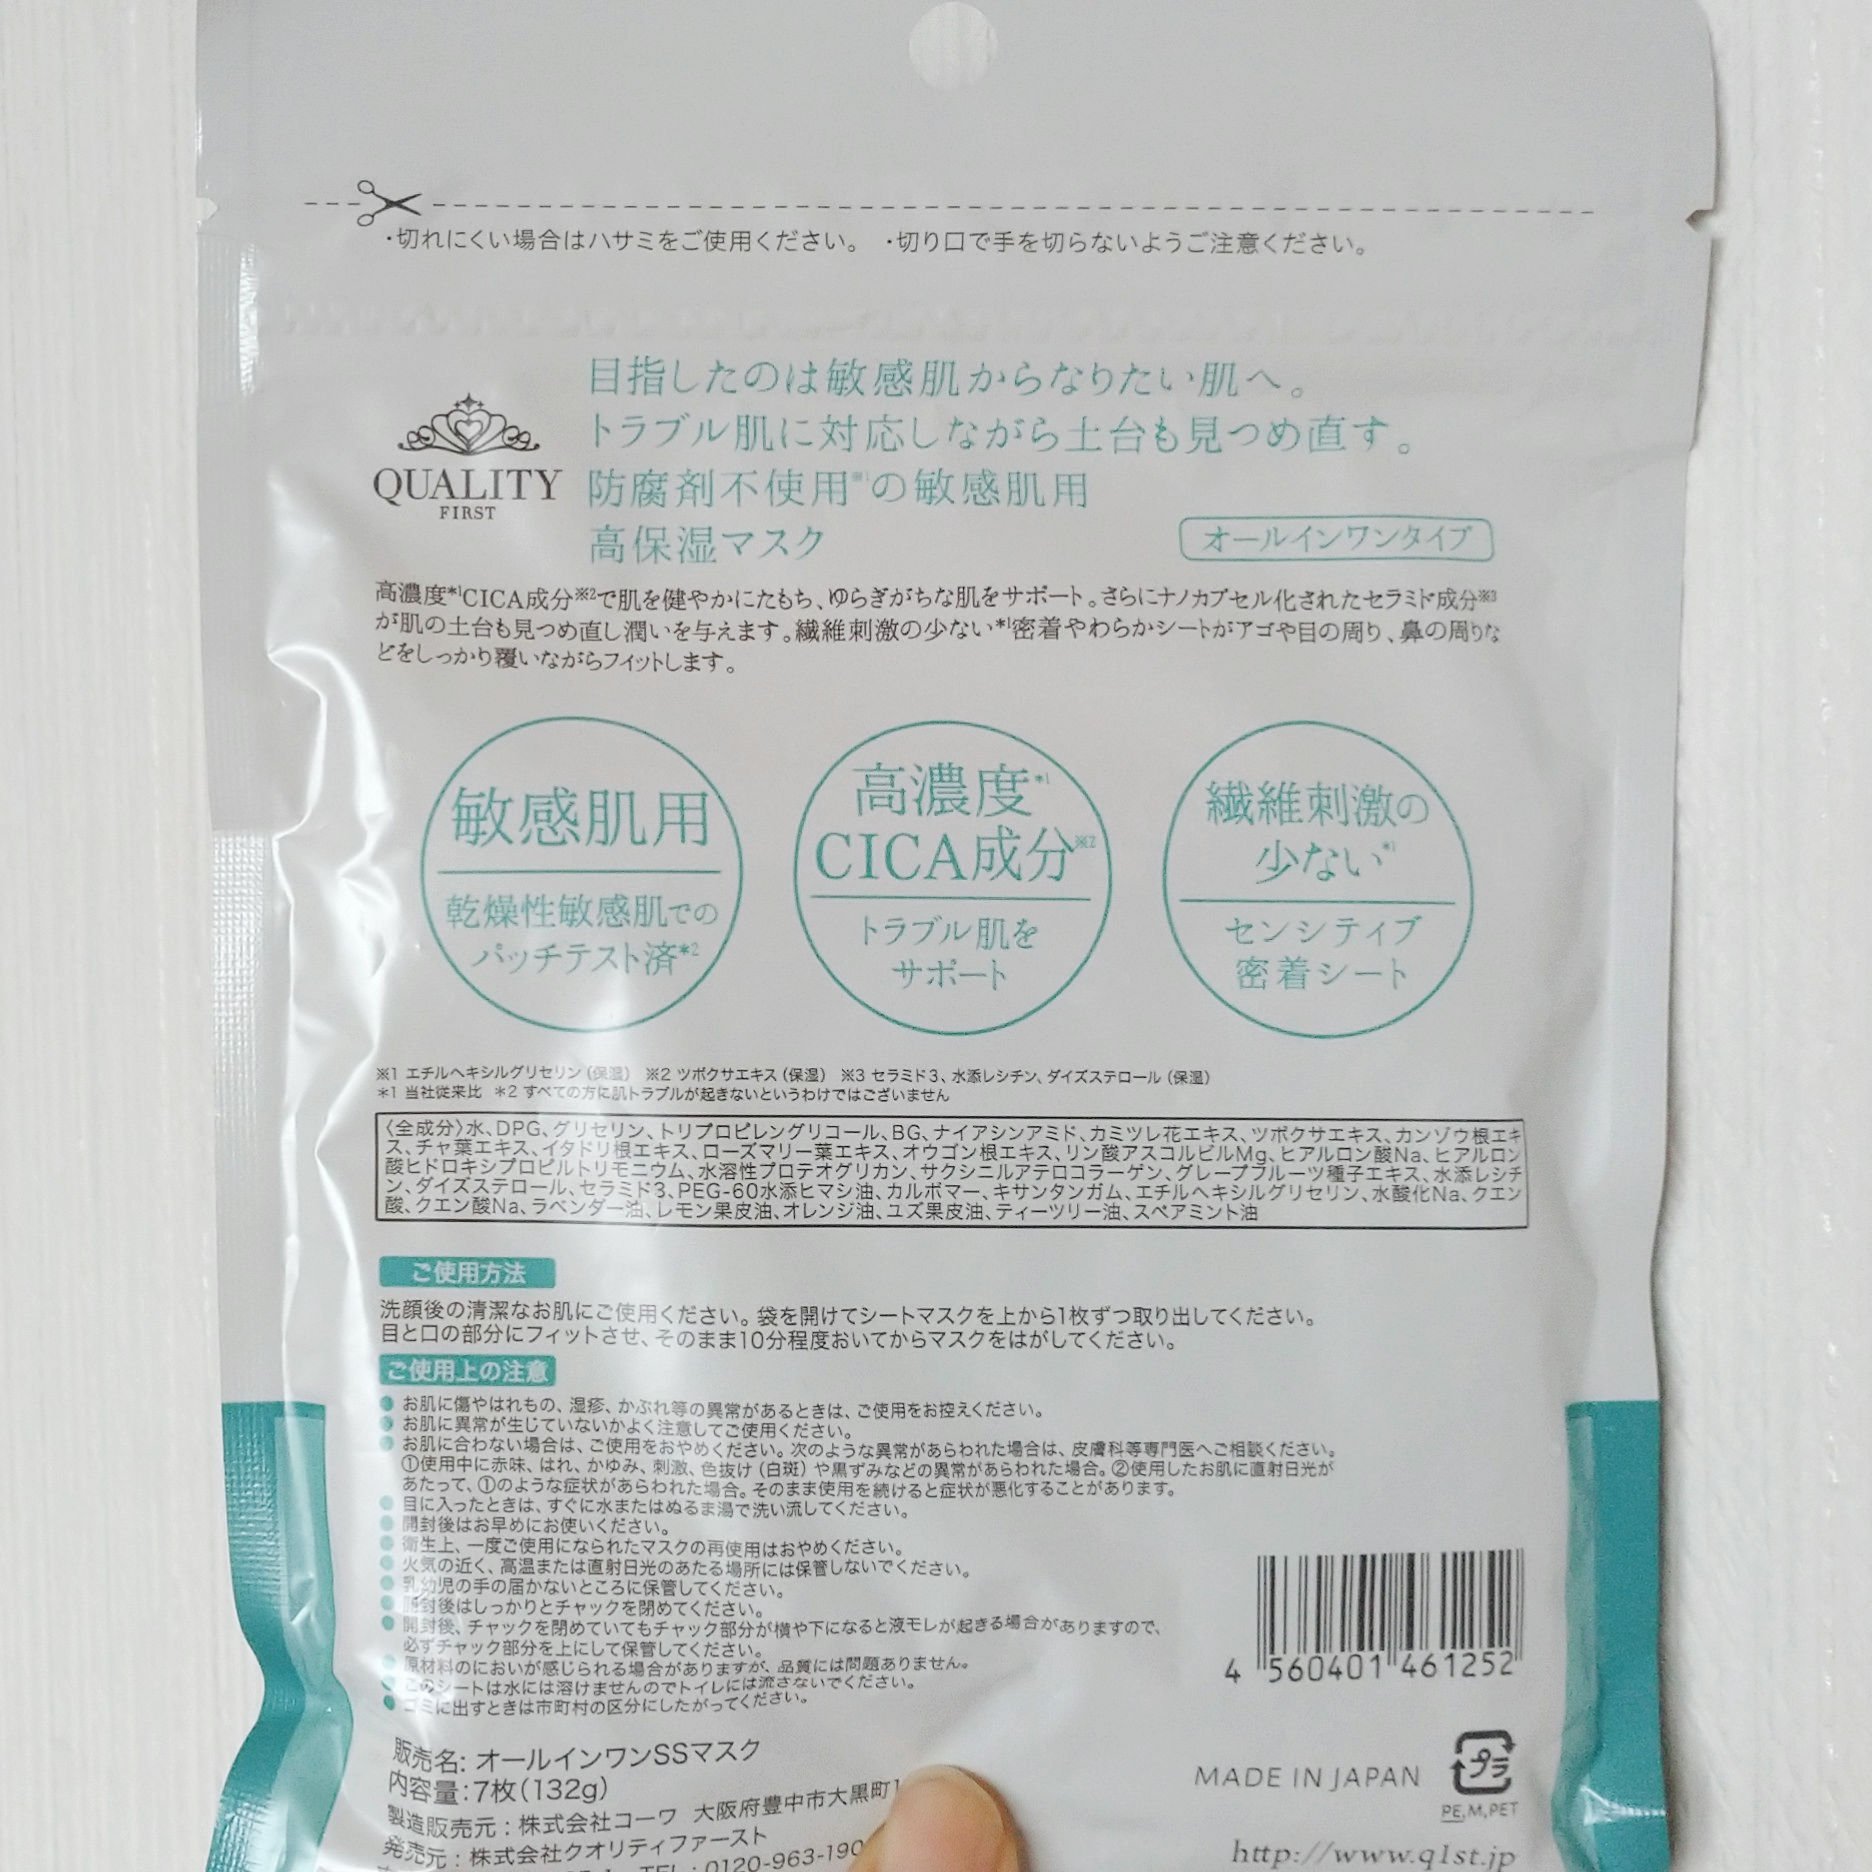 ・切れにくい場合はハサミをご使用ください。 ・切り口で手を切らないようご注意ください。
QUALITY
FIRST
目指したのは敏感肌からなりたい肌へ。
トラブル肌に対応しながら土台も見つめ直す。
防腐剤不使用※1の敏感肌用
高保湿マスク
オールインワンタイプ
高濃度*1CICA成分※2で肌を健やかにたもち、ゆらぎがちな肌をサポート。さらにナノカプセル化されたセラミド成分※3
が肌の土台も見つめ直し潤いを与えます。繊維刺激の少ない*1密着やわらかシートがアゴや目の周り、鼻の周りな
どをしっかり覆いながらフィットします。
敏感肌用
乾燥性敏感肌での
パッチテスト済*2
高濃度*1
CICA成分※2
トラブル肌を
サポート
繊維刺激の
少ない*1
センシティブ
密着シート
※1 エチルヘキシルグリセリン（保湿） ※2 ツボクサエキス（保湿） ※3 セラミド3、水添レシチン、ダイズステロール（保湿）
*1 当社従来比 *2 すべての方に肌トラブルが起きないというわけではございません
〈全成分〉水、DPG、グリセリン、トリプロピレングリコール、BG、ナイアシンアミド、カミツレ花エキス、ツボクサエキス、カンゾウ根エキ
ス、チャ葉エキス、イタドリ根エキス、ローズマリー葉エキス、オウゴン根エキス、リン酸アスコルビルMg、ヒアルロン酸Na、ヒアルロン
酸ヒドロキシプロピルトリモニウム、水溶性プロテオグリカン、サクシニルアテロコラーゲン、グレープフルーツ種子エキス、水添レシチ
ン、ダイズステロール、セラミド3、PEG-60水添ヒマシ油、カルボマー、キサンタンガム、エチルヘキシルグリセリン、水酸化Na、クエン
酸、クエン酸Na、ラベンダー油、レモン果皮油、オレンジ油、ユズ果皮油、ティーツリー油、スペアミント油
ご使用方法
洗顔後の清潔なお肌にご使用ください。袋を開けてシートマスクを上から1枚ずつ取り出してください。
目と口の部分にフィットさせ、そのまま10分程度おいてからマスクをはがしてください。
ご使用上の注意
●お肌に傷やはれもの、湿疹、かぶれ等の異常があるときは、ご使用をお控えください。
●お肌に異常が生じていないかよく注意してご使用ください。
●お肌に合わない場合は、ご使用をおやめください。次のような異常があらわれた場合は、皮膚科等専門医へご相談ください。
①使用中に赤味、はれ、かゆみ、刺激、色抜け（白斑）や黒ずみなどの異常があらわれた場合。②使用したお肌に直射日光が
あたって、①のような症状があらわれた場合。そのまま使用を続けると症状が悪化することがあります。
●目に入ったときは、すぐに水またはぬるま湯で洗い流してください。
●開封後はお早めにお使いください。
●衛生上、一度ご使用になられたマスクの再使用はおやめください。
●火気の近く、高温または直射日光のあたる場所には保管しないでください。
●乳幼児の手の届かないところに保管してください。
●開封後はしっかりとチャックを閉めてください。
●開封後、チャックを閉めていてもチャック部分が横や下になると液モレが起きる場合がありますので、
必ずチャック部分を上にして保管してください。
●原材料のにおいが感じられる場合がありますが、品質には問題ありません。
●このシートは水には溶けませんのでトイレには流さないでください。
●ゴミに出すときは市町村の区分にしたがってください。
4 560401 461252
販売名: オールインワンSSマスク
内容量:7枚(132g)
製造販売元：株式会社コーワ 大阪府豊中市大黒町
発売元：株式会社クオリティファースト
TEL：0120-963-190
MADE IN JAPAN
プラ
PE,M,PET
http://www.q1st.jp